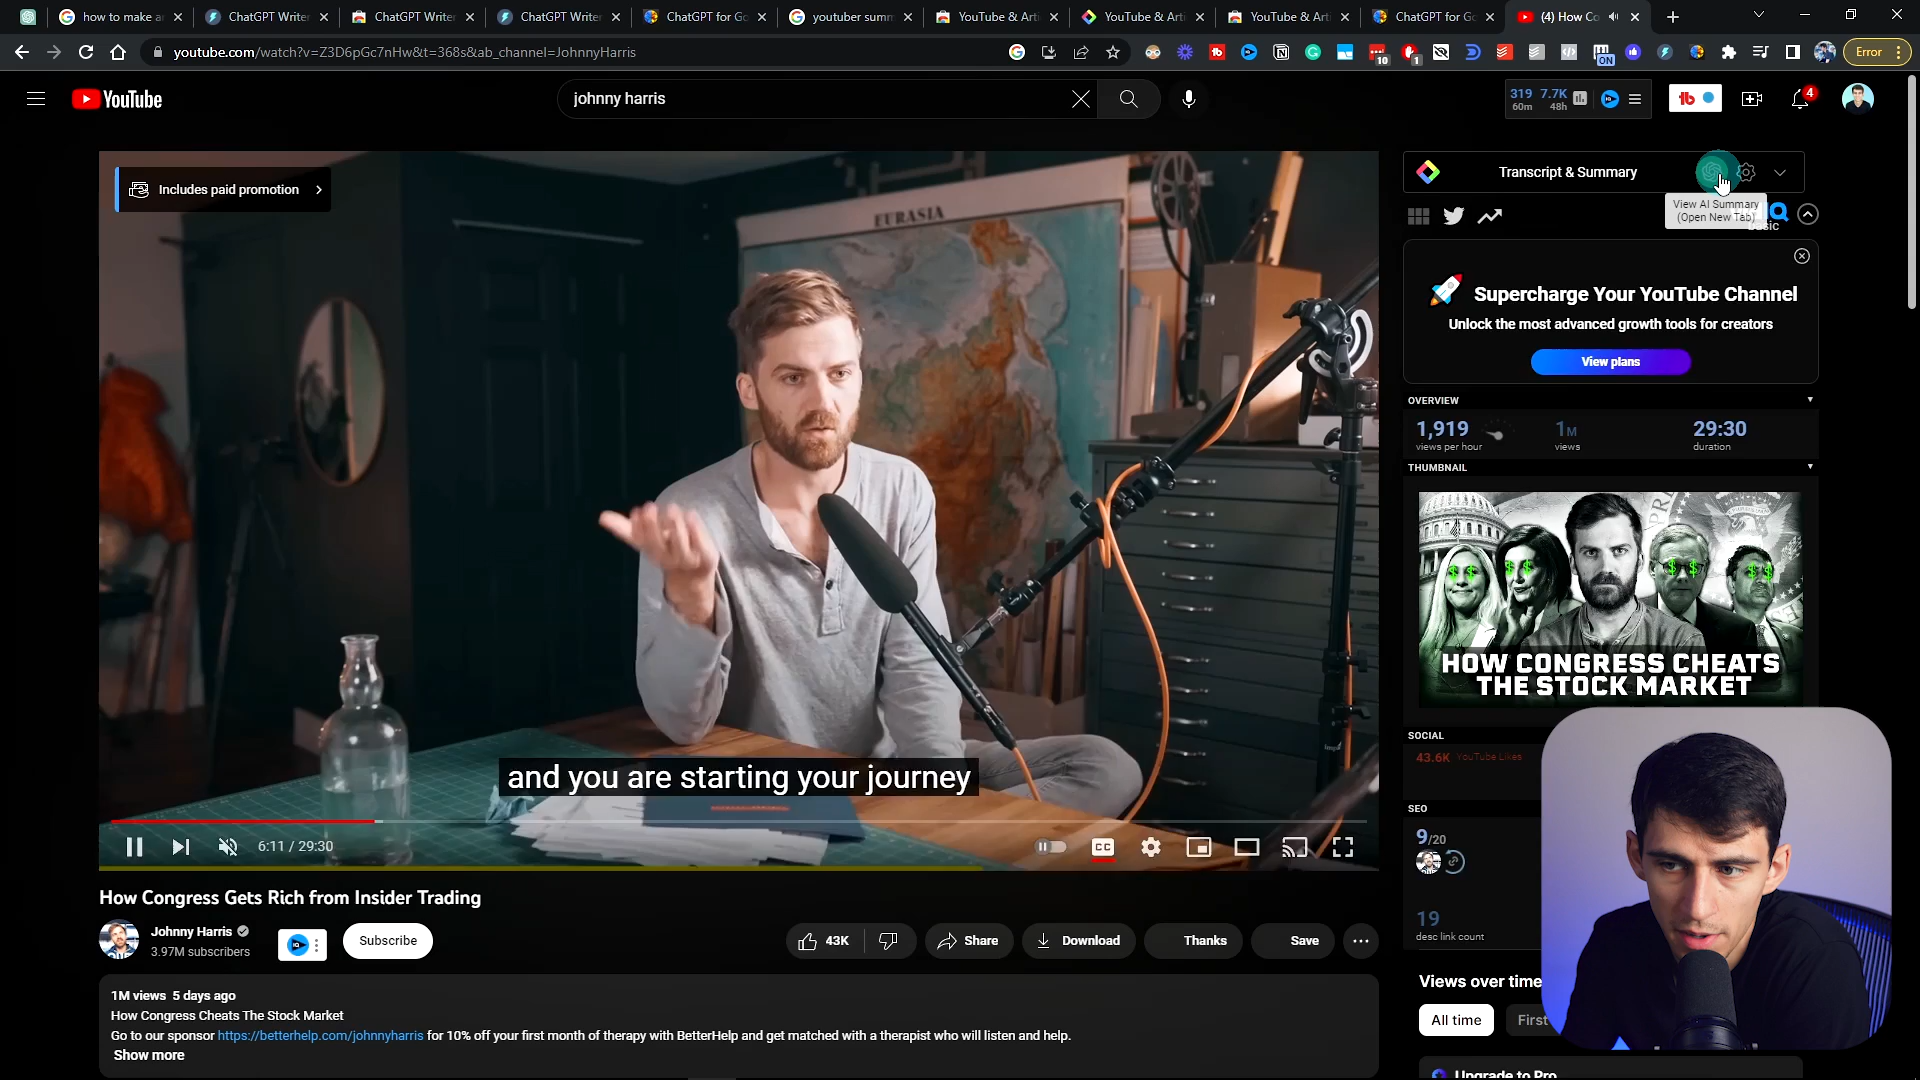 how to make ar
ChatGPT Writer
ChatGPT Writer
ChatGPT Writer
ChatGPT for Go
youtuber summ
YouTube & Arti
YouTube & Arti
YouTube & Arti
ChatGPT for Go
(4) How Co
youtube.com/watch?v=Z3D6pGc7nHw&t=368s&ab_channel=JohnnyHarris
10
1
ON
Error
YouTube
johnny harris
319 7.7K
60m 48h
4
Includes paid promotion
EURASIA
Transcript & Summary
View AI Summary
(Open New Tab)
Basic
Supercharge Your YouTube Channel
Unlock the most advanced growth tools for creators
View plans
OVERVIEW
1,919 1M 29:30
views per hour views duration
THUMBNAIL
HOW CONGRESS CHEATS
THE STOCK MARKET
SOCIAL
43.6K YouTube Likes
SEO
9/20
19
desc link count
Views over time
All time First
Upgrade to Pro
and you are starting your journey
6:11 / 29:30
CC
How Congress Gets Rich from Insider Trading
Johnny Harris
3.97M subscribers
Subscribe
43K
Share
Download
Thanks
Save
1M views 5 days ago
How Congress Cheats The Stock Market
Go to our sponsor https://betterhelp.com/johnnyharris for 10% off your first month of therapy with BetterHelp and get matched with a therapist who will listen and help.
Show more